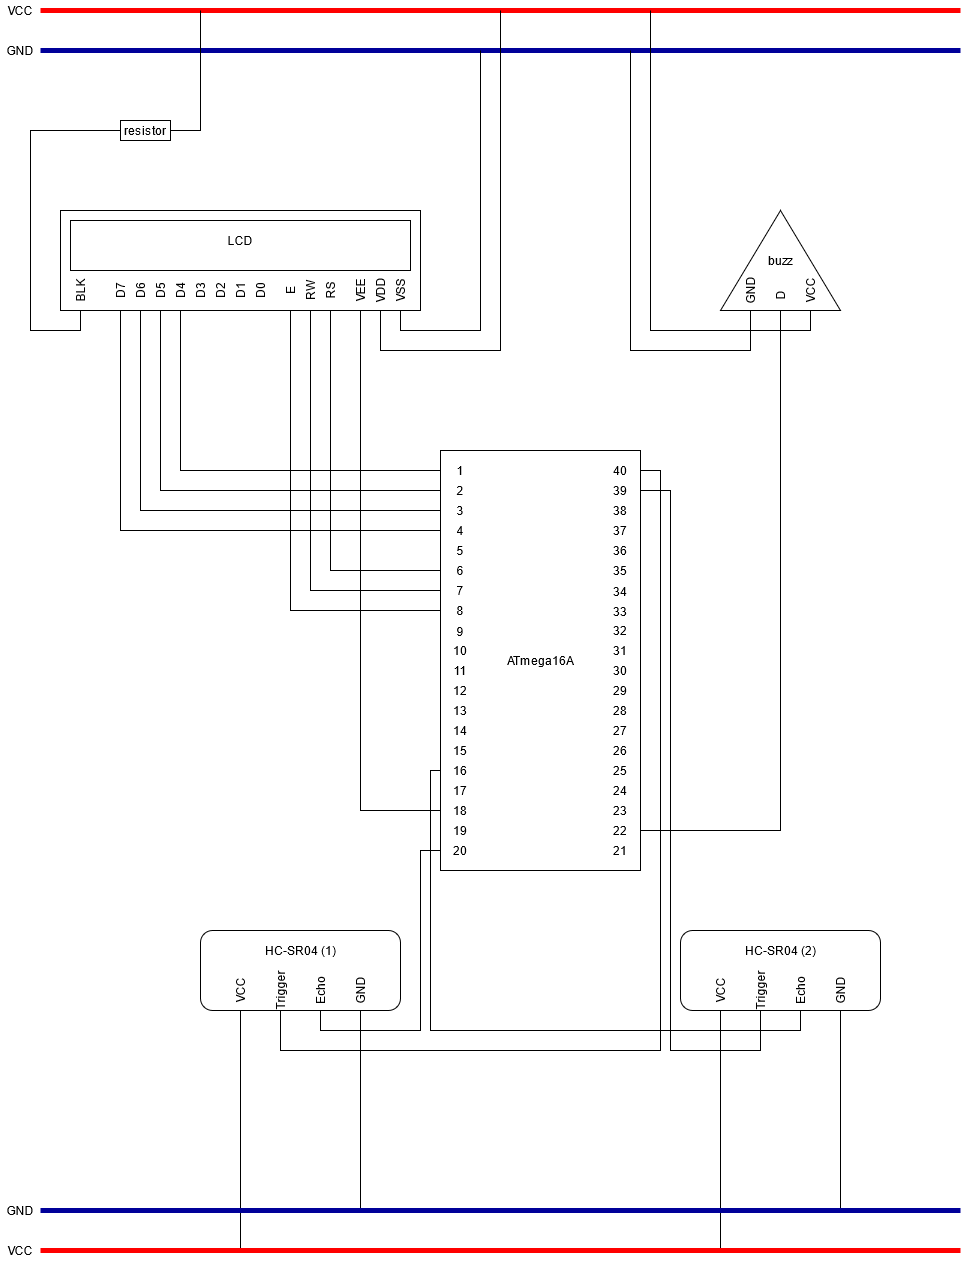 VCC
GND
resistor
LCD
BLK D7 D6 D5 D4 D3 D2 D1 D0 E RW RS VEE VDD VSS
buzz
GND D VCC
1 40
2 39
3 38
4 37
5 36
6 35
7 34
8 33
9 32
10 31
ATmega16A
11 30
12 29
13 28
14 27
15 26
16 25
17 24
18 23
19 22
20 21
HC-SR04 (1)
VCC Trigger Echo GND
HC-SR04 (2)
VCC Trigger Echo GND
GND
VCC